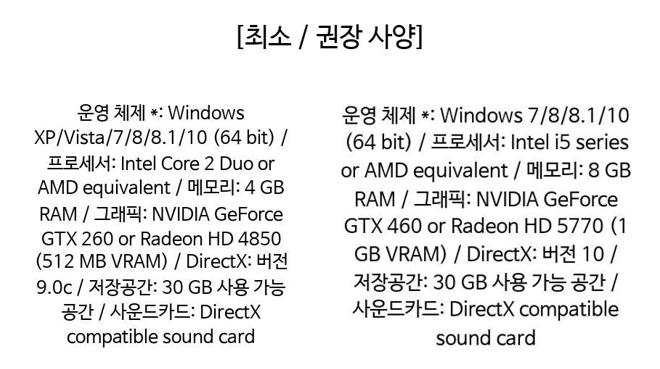 [최소 / 권장 사양]
운영 체제 *: Windows
XP/Vista/7/8/8.1/10 (64 bit) /
프로세서: Intel Core 2 Duo or
AMD equivalent / 메모리: 4 GB
RAM / 그래픽: NVIDIA GeForce
GTX 260 or Radeon HD 4850
(512 MB VRAM) / DirectX: 버전
9.0c / 저장공간: 30 GB 사용 가능
공간 / 사운드카드: DirectX
compatible sound card
운영 체제 *: Windows 7/8/8.1/10
(64 bit) / 프로세서: Intel i5 series
or AMD equivalent / 메모리: 8 GB
RAM / 그래픽: NVIDIA GeForce
GTX 460 or Radeon HD 5770 (1
GB VRAM) / DirectX: 버전 10 /
저장공간: 30 GB 사용 가능 공간 /
사운드카드: DirectX compatible
sound card